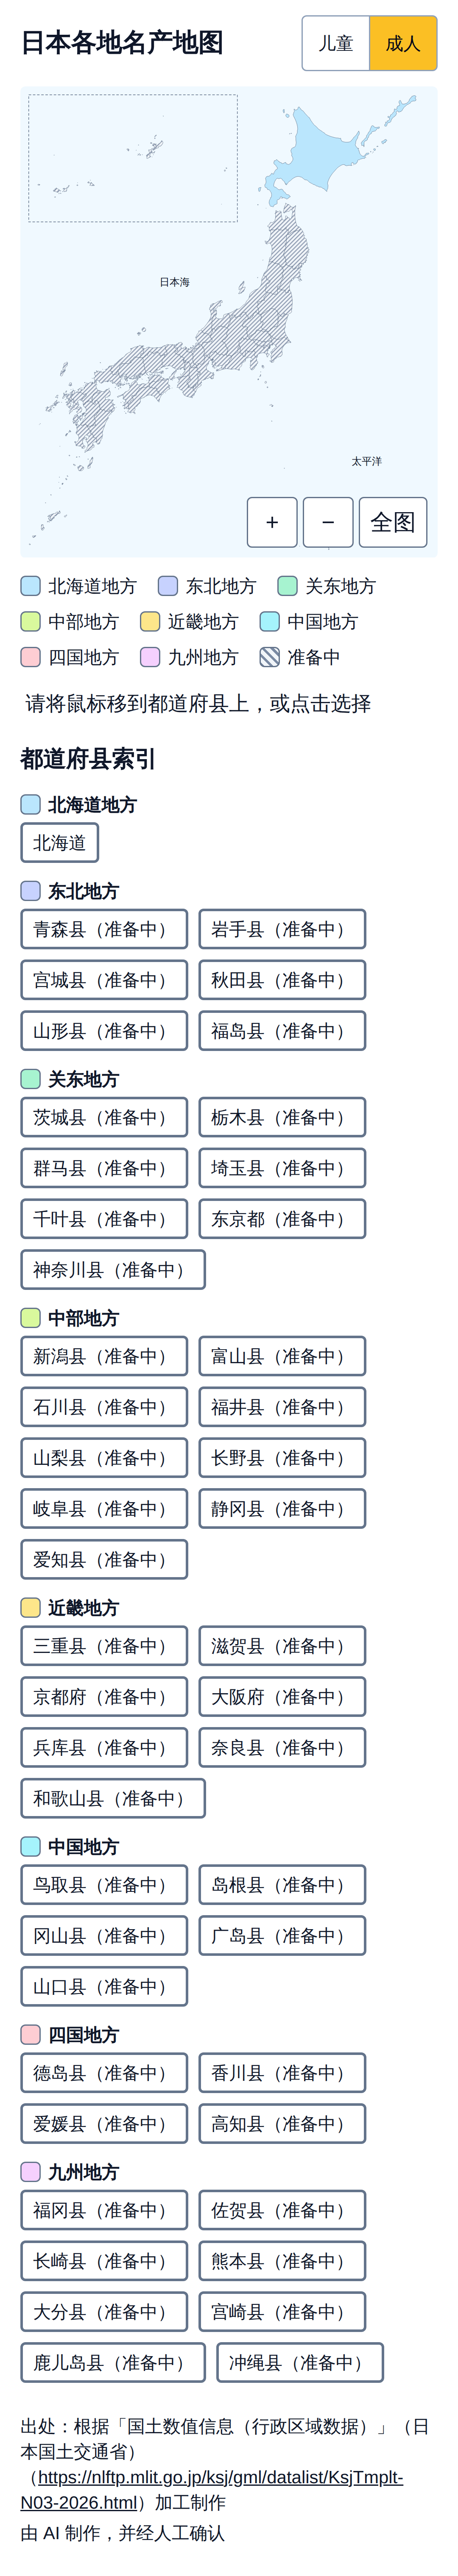 日本各地名产地图
儿童
成人
日本海
太平洋
+
−
全图
北海道地方
东北地方
关东地方
中部地方
近畿地方
中国地方
四国地方
九州地方
准备中
请将鼠标移到都道府县上，或点击选择
都道府县索引
北海道地方
北海道
东北地方
青森县（准备中）
岩手县（准备中）
宫城县（准备中）
秋田县（准备中）
山形县（准备中）
福岛县（准备中）
关东地方
茨城县（准备中）
栃木县（准备中）
群马县（准备中）
埼玉县（准备中）
千叶县（准备中）
东京都（准备中）
神奈川县（准备中）
中部地方
新潟县（准备中）
富山县（准备中）
石川县（准备中）
福井县（准备中）
山梨县（准备中）
长野县（准备中）
岐阜县（准备中）
静冈县（准备中）
爱知县（准备中）
近畿地方
三重县（准备中）
滋贺县（准备中）
京都府（准备中）
大阪府（准备中）
兵库县（准备中）
奈良县（准备中）
和歌山县（准备中）
中国地方
鸟取县（准备中）
岛根县（准备中）
冈山县（准备中）
广岛县（准备中）
山口县（准备中）
四国地方
德岛县（准备中）
香川县（准备中）
爱媛县（准备中）
高知县（准备中）
九州地方
福冈县（准备中）
佐贺县（准备中）
长崎县（准备中）
熊本县（准备中）
大分县（准备中）
宫崎县（准备中）
鹿儿岛县（准备中）
冲绳县（准备中）
出处：根据「国土数值信息（行政区域数据）」（日
本国土交通省）
（https://nlftp.mlit.go.jp/ksj/gml/datalist/KsjTmplt-
N03-2026.html）加工制作
由 AI 制作，并经人工确认